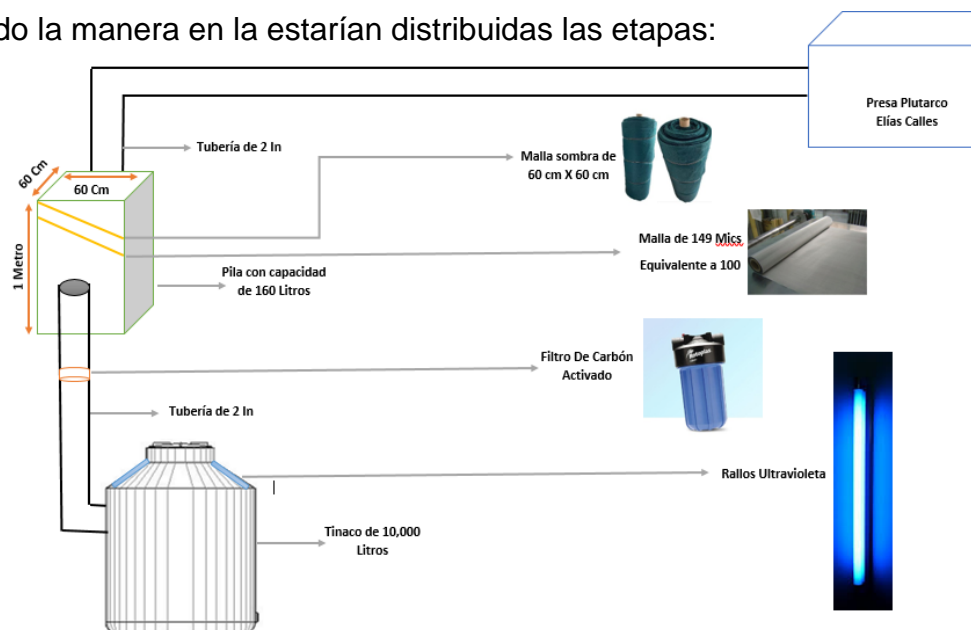 do la manera en la estarían distribuidas las etapas:
Presa Plutarco
Elías Calles
Tubería de 2 In
Malla sombra de
60 cm X 60 cm
60 Cm
60 Cm
1 Metro
Malla de 149 Mics
Equivalente a 100
Pila con capacidad
de 160 Litros
Filtro De Carbón
Activado
Tubería de 2 In
Rallos Ultravioleta
Tinaco de 10,000
Litros